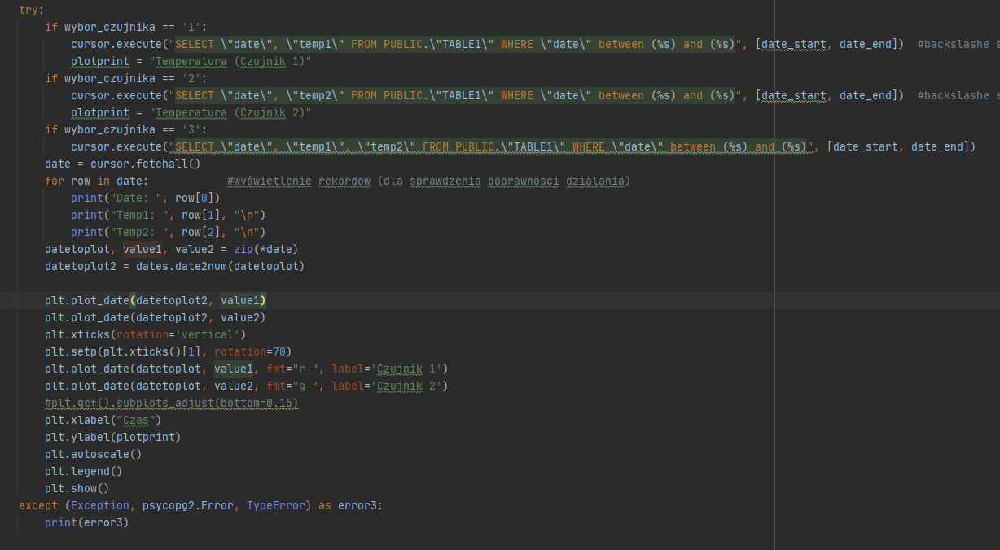 try:
    if wybor_czujnika == '1':
        cursor.execute("SELECT \"date\", \"temp1\" FROM PUBLIC.\"TABLE1\" WHERE \"date\" between (%s) and (%s)", [date_start, date_end])  #backslashe s
        plotprint = "Temperatura (Czujnik 1)"
    if wybor_czujnika == '2':
        cursor.execute("SELECT \"date\", \"temp2\" FROM PUBLIC.\"TABLE1\" WHERE \"date\" between (%s) and (%s)", [date_start, date_end])  #backslashe s
        plotprint = "Temperatura (Czujnik 2)"
    if wybor_czujnika == '3':
        cursor.execute("SELECT \"date\", \"temp1\", \"temp2\" FROM PUBLIC.\"TABLE1\" WHERE \"date\" between (%s) and (%s)", [date_start, date_end])
    date = cursor.fetchall()
    for row in date:            #wyświetlenie rekordow (dla sprawdzenia poprawnosci dzialania)
        print("Date: ", row[0])
        print("Temp1: ", row[1], "\n")
        print("Temp2: ", row[2], "\n")
    datetoplot, value1, value2 = zip(*date)
    datetoplot2 = dates.date2num(datetoplot)

    plt.plot_date(datetoplot2, value1)
    plt.plot_date(datetoplot2, value2)
    plt.xticks(rotation='vertical')
    plt.setp(plt.xticks()[1], rotation=70)
    plt.plot_date(datetoplot, value1, fmt="r-", label='Czujnik 1')
    plt.plot_date(datetoplot, value2, fmt="g-", label='Czujnik 2')
    #plt.gcf().subplots_adjust(bottom=0.15)
    plt.xlabel("Czas")
    plt.ylabel(plotprint)
    plt.autoscale()
    plt.legend()
    plt.show()
except (Exception, psycopg2.Error, TypeError) as error3:
    print(error3)